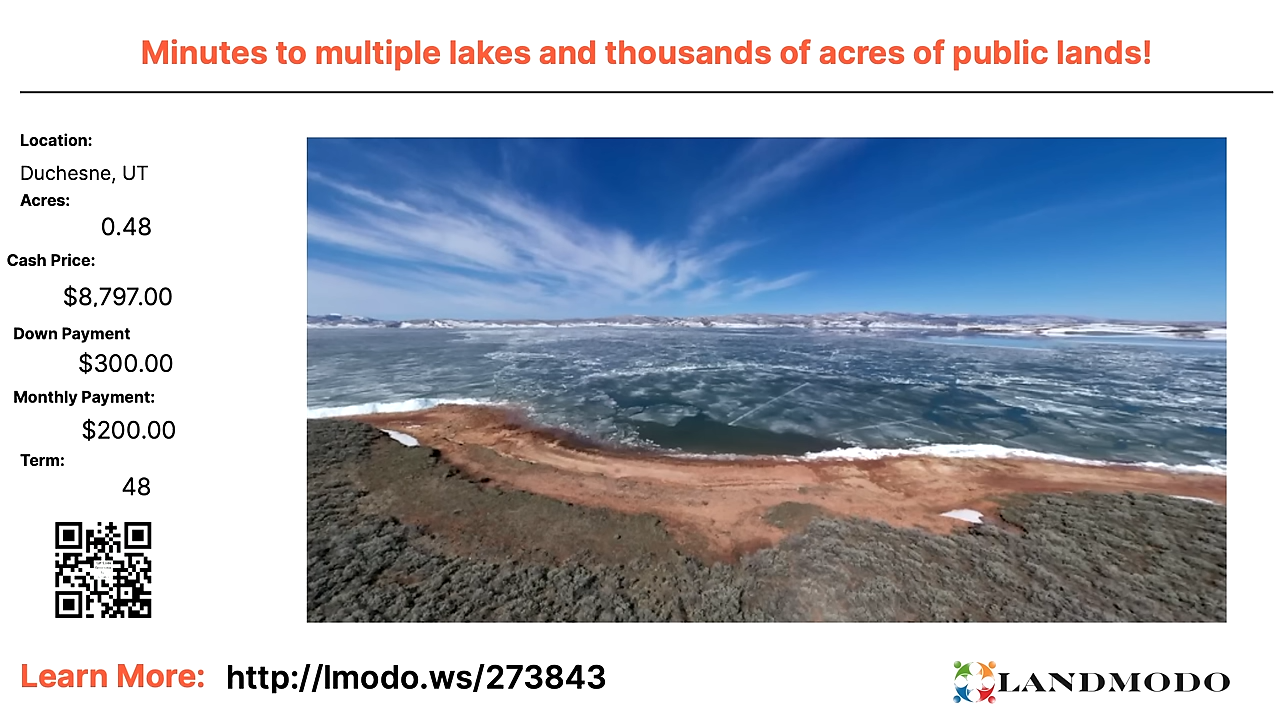 Minutes to multiple lakes and thousands of acres of public lands!
Location:
Duchesne, UT
Acres:
0.48
Cash Price:
$8,797.00
Down Payment
$300.00
Monthly Payment:
$200.00
Term:
48
Learn More: http://lmodo.ws/273843
LANDMODO